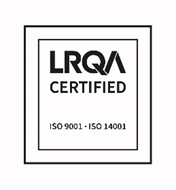 LRQA
CERTIFIED
ISO 9001 · ISO 14001